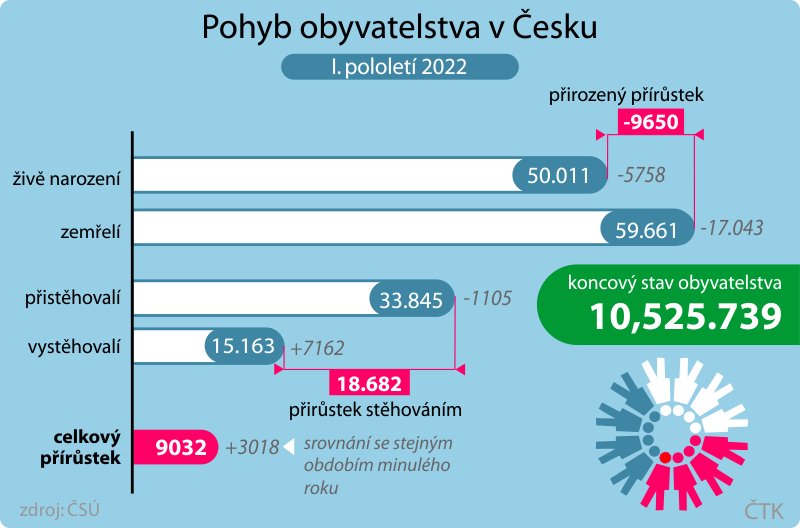 Pohyb obyvatelstva v Česku
I. pololetí 2022
přirozený přírůstek
-9650
živě narození
50.011
-5758
zemřelí
59.661
-17.043
přistěhovalí
33.845
-1105
vystěhovalí
15.163
+7162
18.682
přirůstek stěhováním
koncový stav obyvatelstva
10,525.739
celkový
přírůstek
9032
+3018
srovnání se stejným
obdobím minulého
roku
zdroj: ČSÚ
ČTK